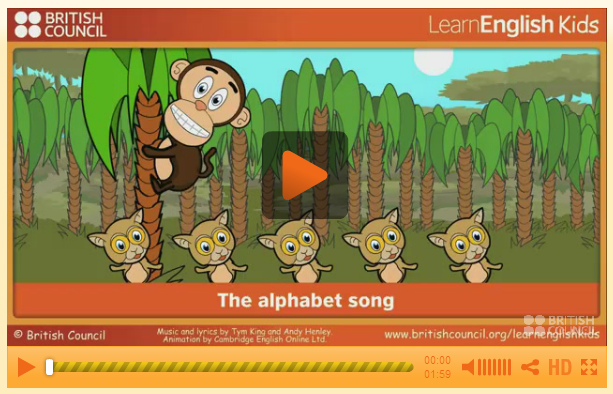 BRITISH
COUNCIL
LearnEnglish Kids
The alphabet song
BRITISH
COUNCIL
© British Council
Music and lyrics by Tym King and Andy Henley.
Animation by Cambridge English Online Ltd.
www.britishcouncil.org/learnenglishkids
00:00
01:59
HD